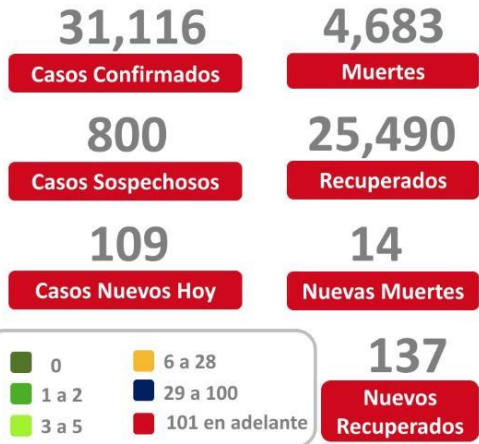 31,116
Casos Confirmados
4,683
Muertes
800
Casos Sospechosos
25,490
Recuperados
109
Casos Nuevos Hoy
14
Nuevas Muertes
0
1 a 2
3 a 5
6 a 28
29 a 100
101 en adelante
137
Nuevos
Recuperados